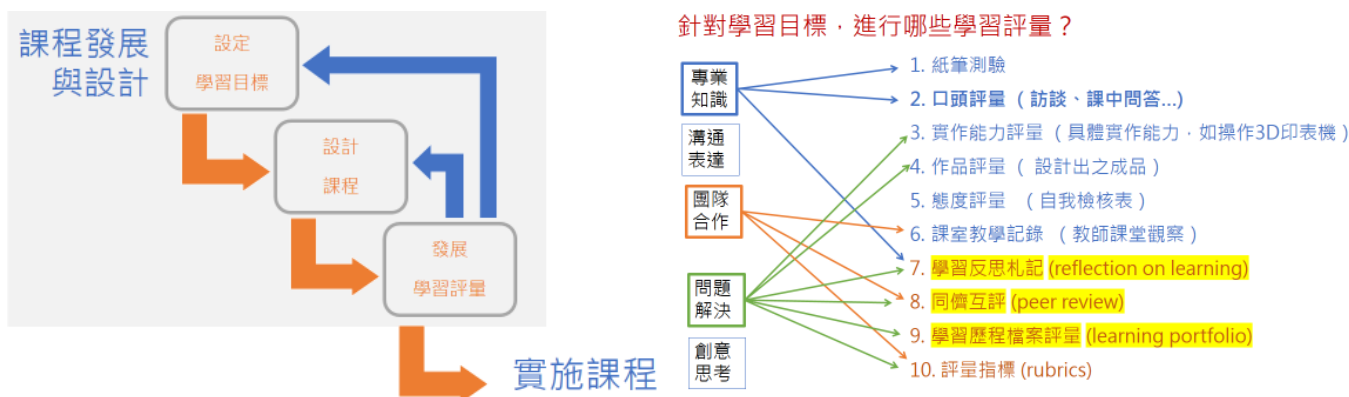 課程發展
與設計
設定
學習目標
設計
課程
發展
學習評量
實施課程
針對學習目標，進行哪些學習評量？
專業
知識
溝通
表達
團隊
合作
問題
解決
創意
思考
1. 紙筆測驗
2. 口頭評量 （ 訪談、課中問答...)
3. 實作能力評量 （ 具體實作能力，如操作3D印表機 ）
4. 作品評量 （ 設計出之成品 ）
5. 態度評量 （ 自我檢核表 ）
6. 課室教學記錄 （ 教師課堂觀察 ）
7. 學習反思札記 (reflection on learning)
8. 同儕互評 (peer review)
9. 學習歷程檔案評量 (learning portfolio)
10. 評量指標 (rubrics)